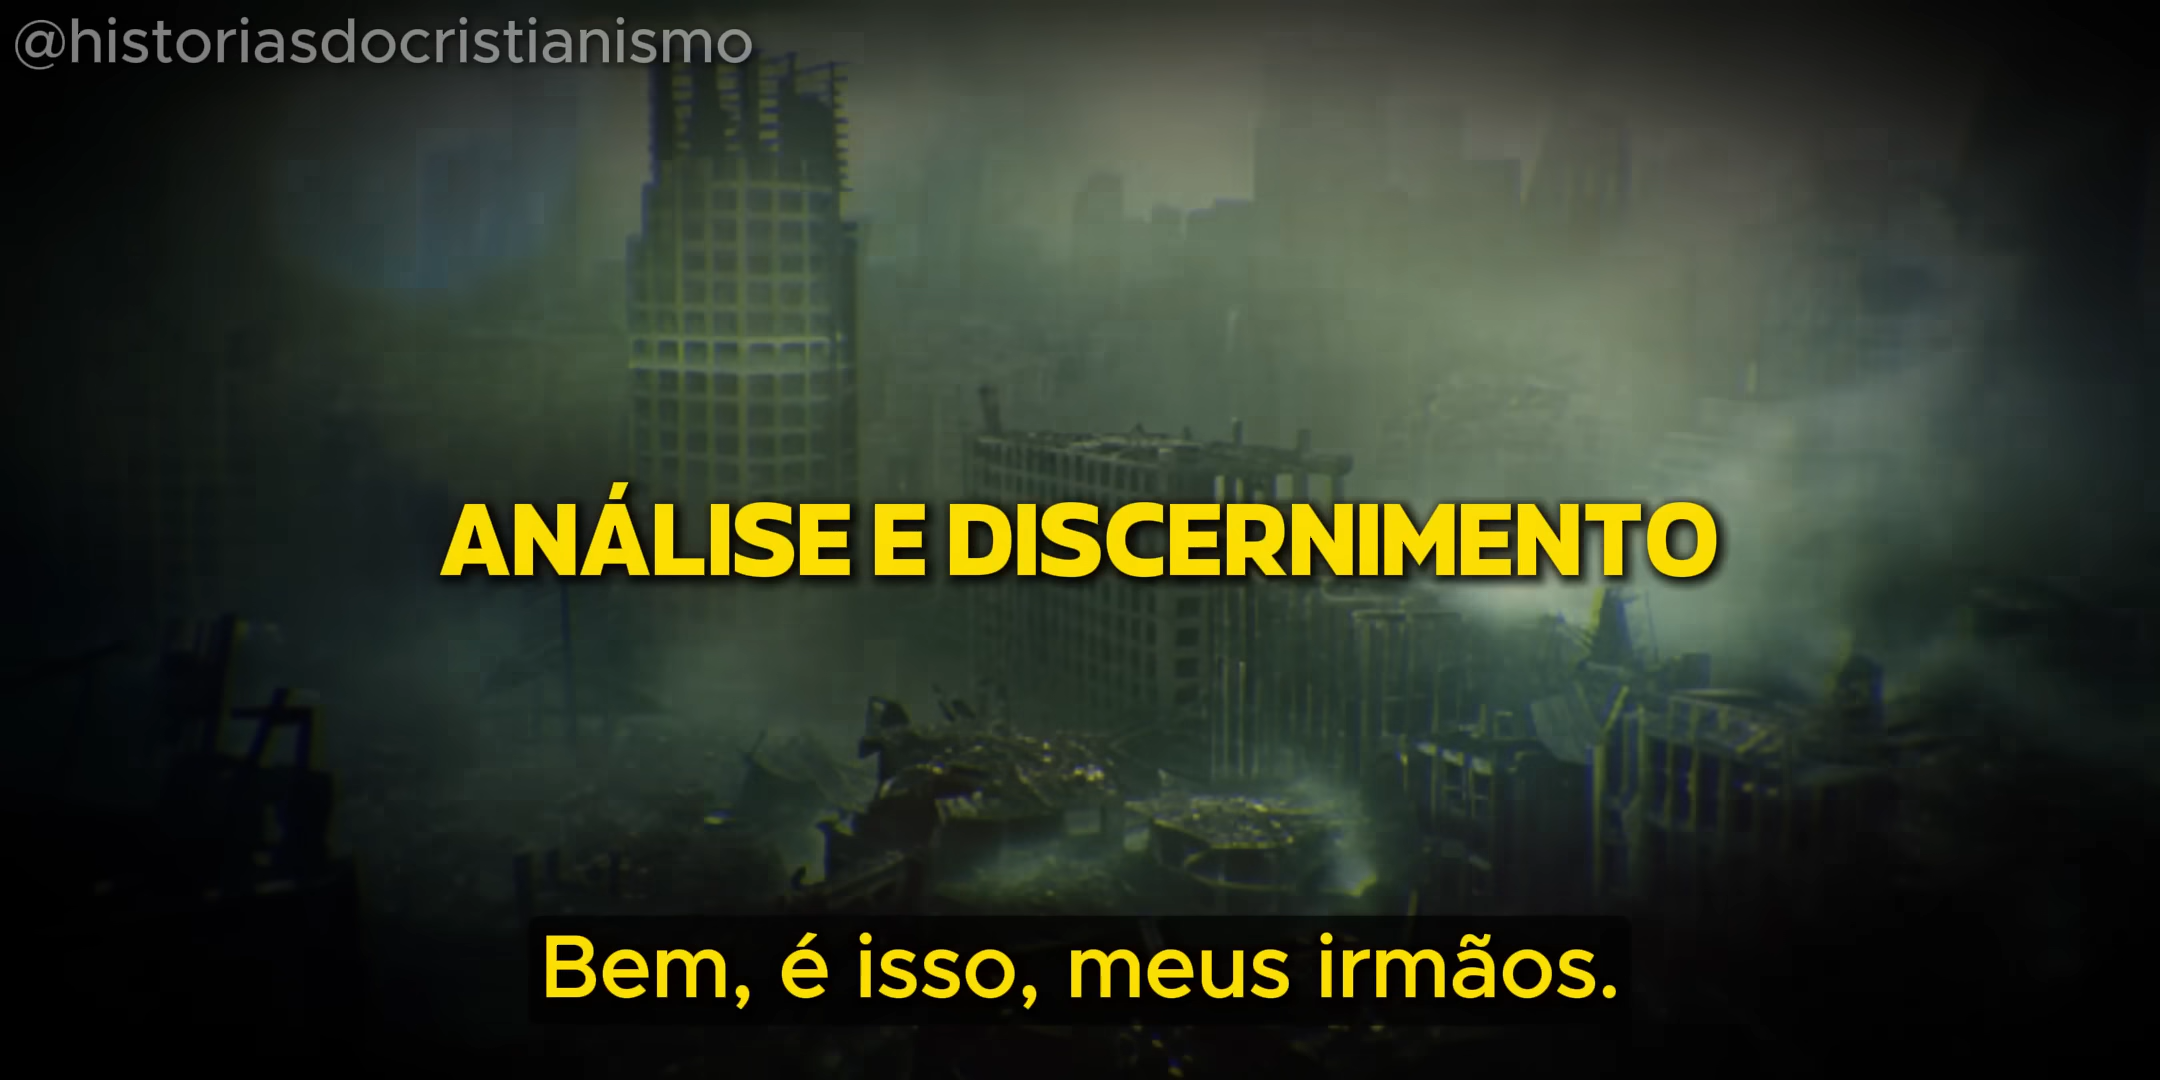 @historiasdocristianismo
ANÁLISE E DISCERNIMENTO
Bem, é isso, meus irmãos.